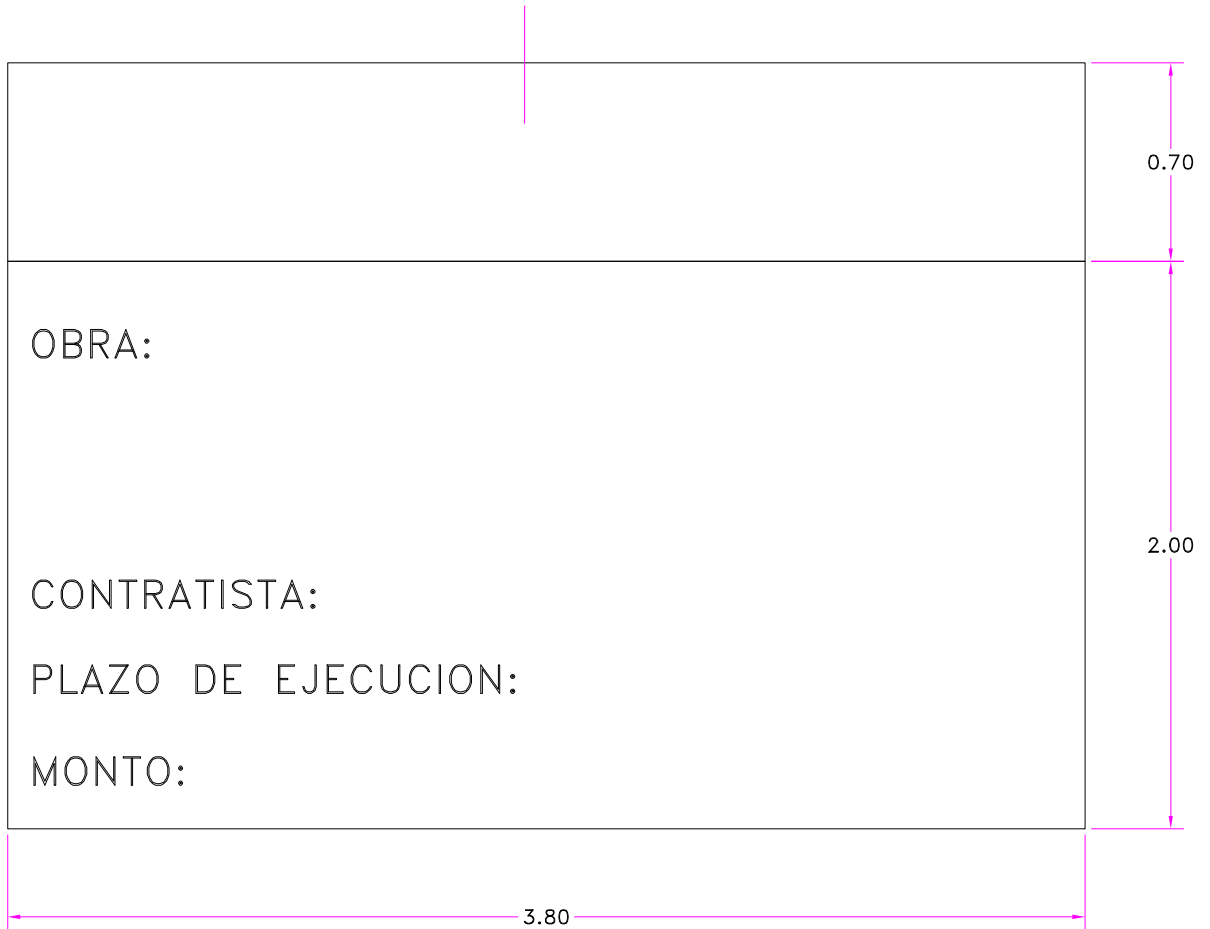 0.70
OBRA:
2.00
CONTRATISTA:
PLAZO DE EJECUCION:
MONTO:
3.80